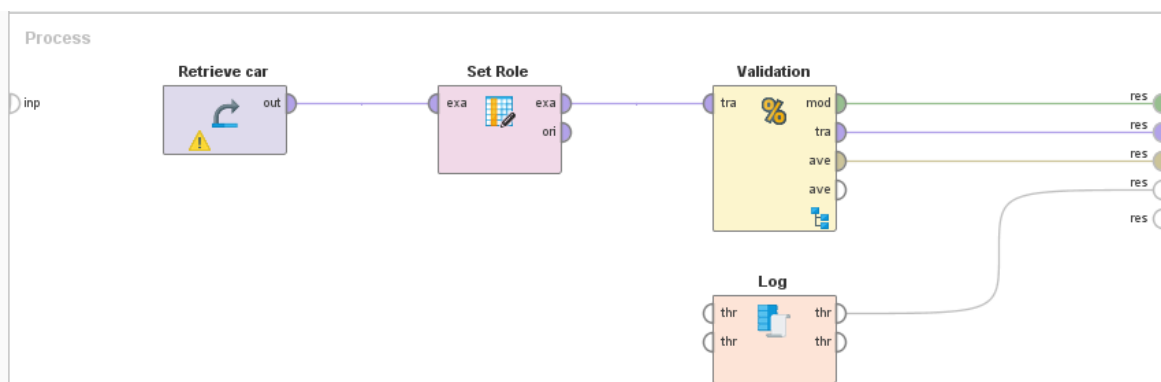 Process
Retrieve car
Set Role
Validation
inp
out
exa
exa
tra
mod
res
ori
tra
res
ave
res
ave
res
res
Log
thr
thr
thr
thr